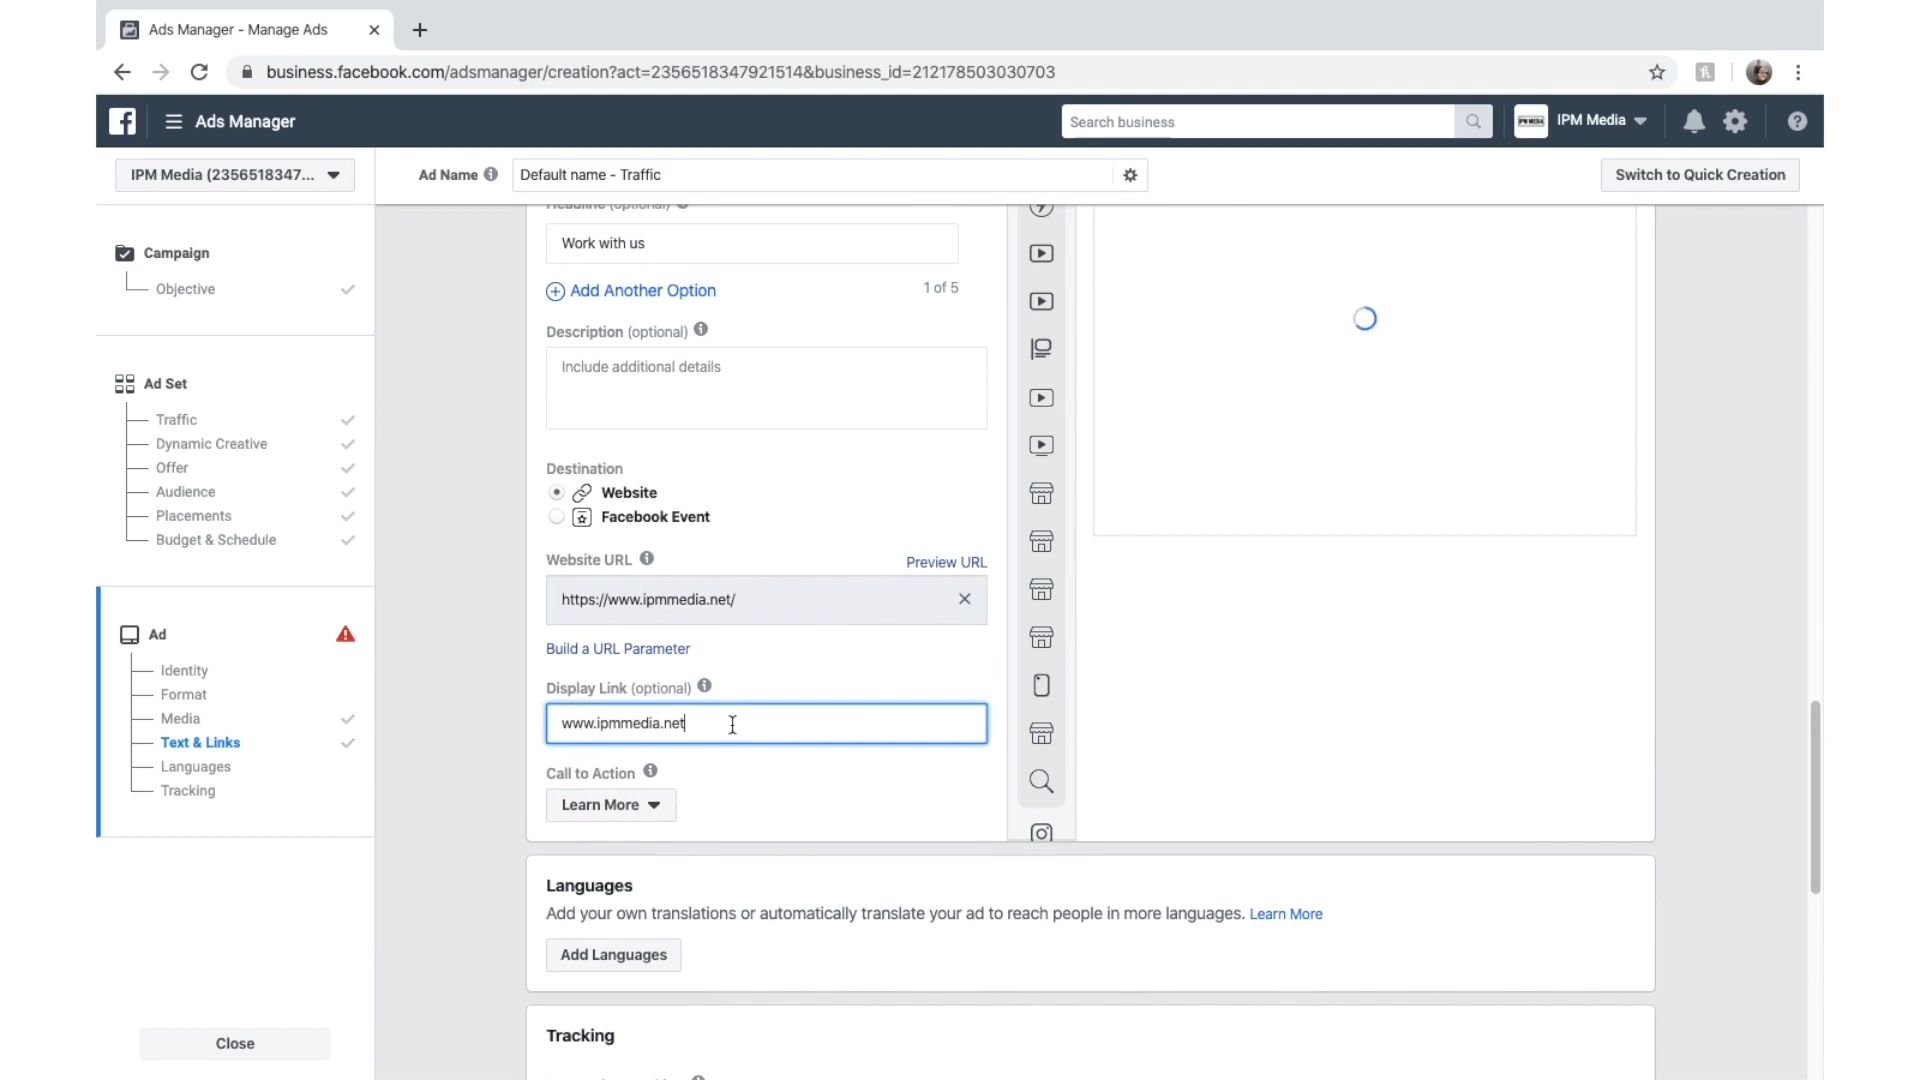 Ads Manager - Manage Ads
business.facebook.com/adsmanager/creation?act=2356518347921514&business_id=212178503030703
Ads Manager
Search business
IPM MEDIA
IPM Media
IPM Media (2356518347...
Ad Name
Default name - Traffic
Switch to Quick Creation
Campaign
Objective
Ad Set
Traffic
Dynamic Creative
Offer
Audience
Placements
Budget & Schedule
Ad
Identity
Format
Media
Text & Links
Languages
Tracking
Close
Headline (optional)
Work with us
Add Another Option
1 of 5
Description (optional)
Include additional details
Destination
Website
Facebook Event
Website URL
Preview URL
https://www.ipmmedia.net/
Build a URL Parameter
Display Link (optional)
www.ipmmedia.net
Call to Action
Learn More
Languages
Add your own translations or automatically translate your ad to reach people in more languages. Learn More
Add Languages
Tracking